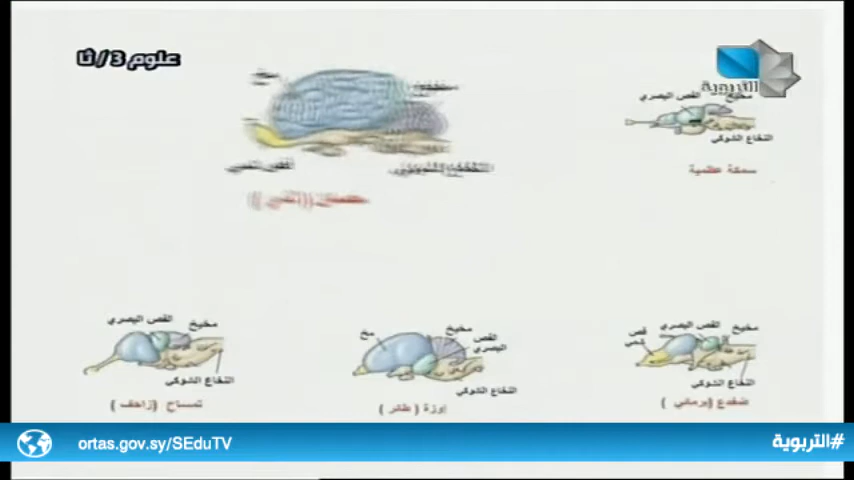 علوم 3 / ثا
التربوية
مخ
الفص البصري
مخيخ
النخاع الشوكي
سمكة عظمية
الفص البصري
مخيخ
النخاع الشوكي
تمساح (زاحف)
مخ
مخيخ
الفص البصري
النخاع الشوكي
إوزة (طائر)
فص شمي
الفص البصري
مخيخ
النخاع الشوكي
ضفدع (برمائي)
ortas.gov.sy/SEduTV
#التربوية